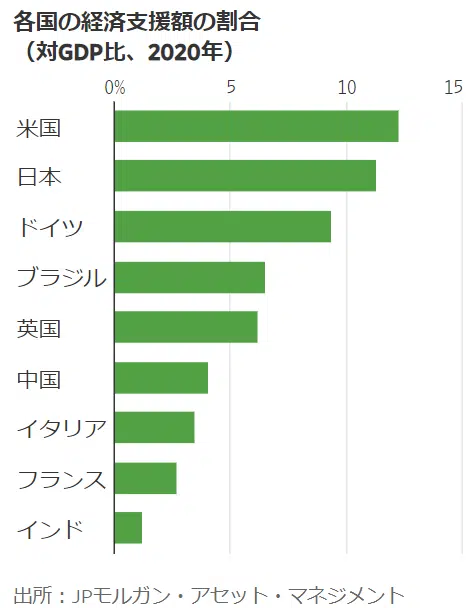 各国の経済支援額の割合
（対GDP比、2020年）
0% 5 10 15
米国
日本
ドイツ
ブラジル
英国
中国
イタリア
フランス
インド
出所：JPモルガン・アセット・マネジメント